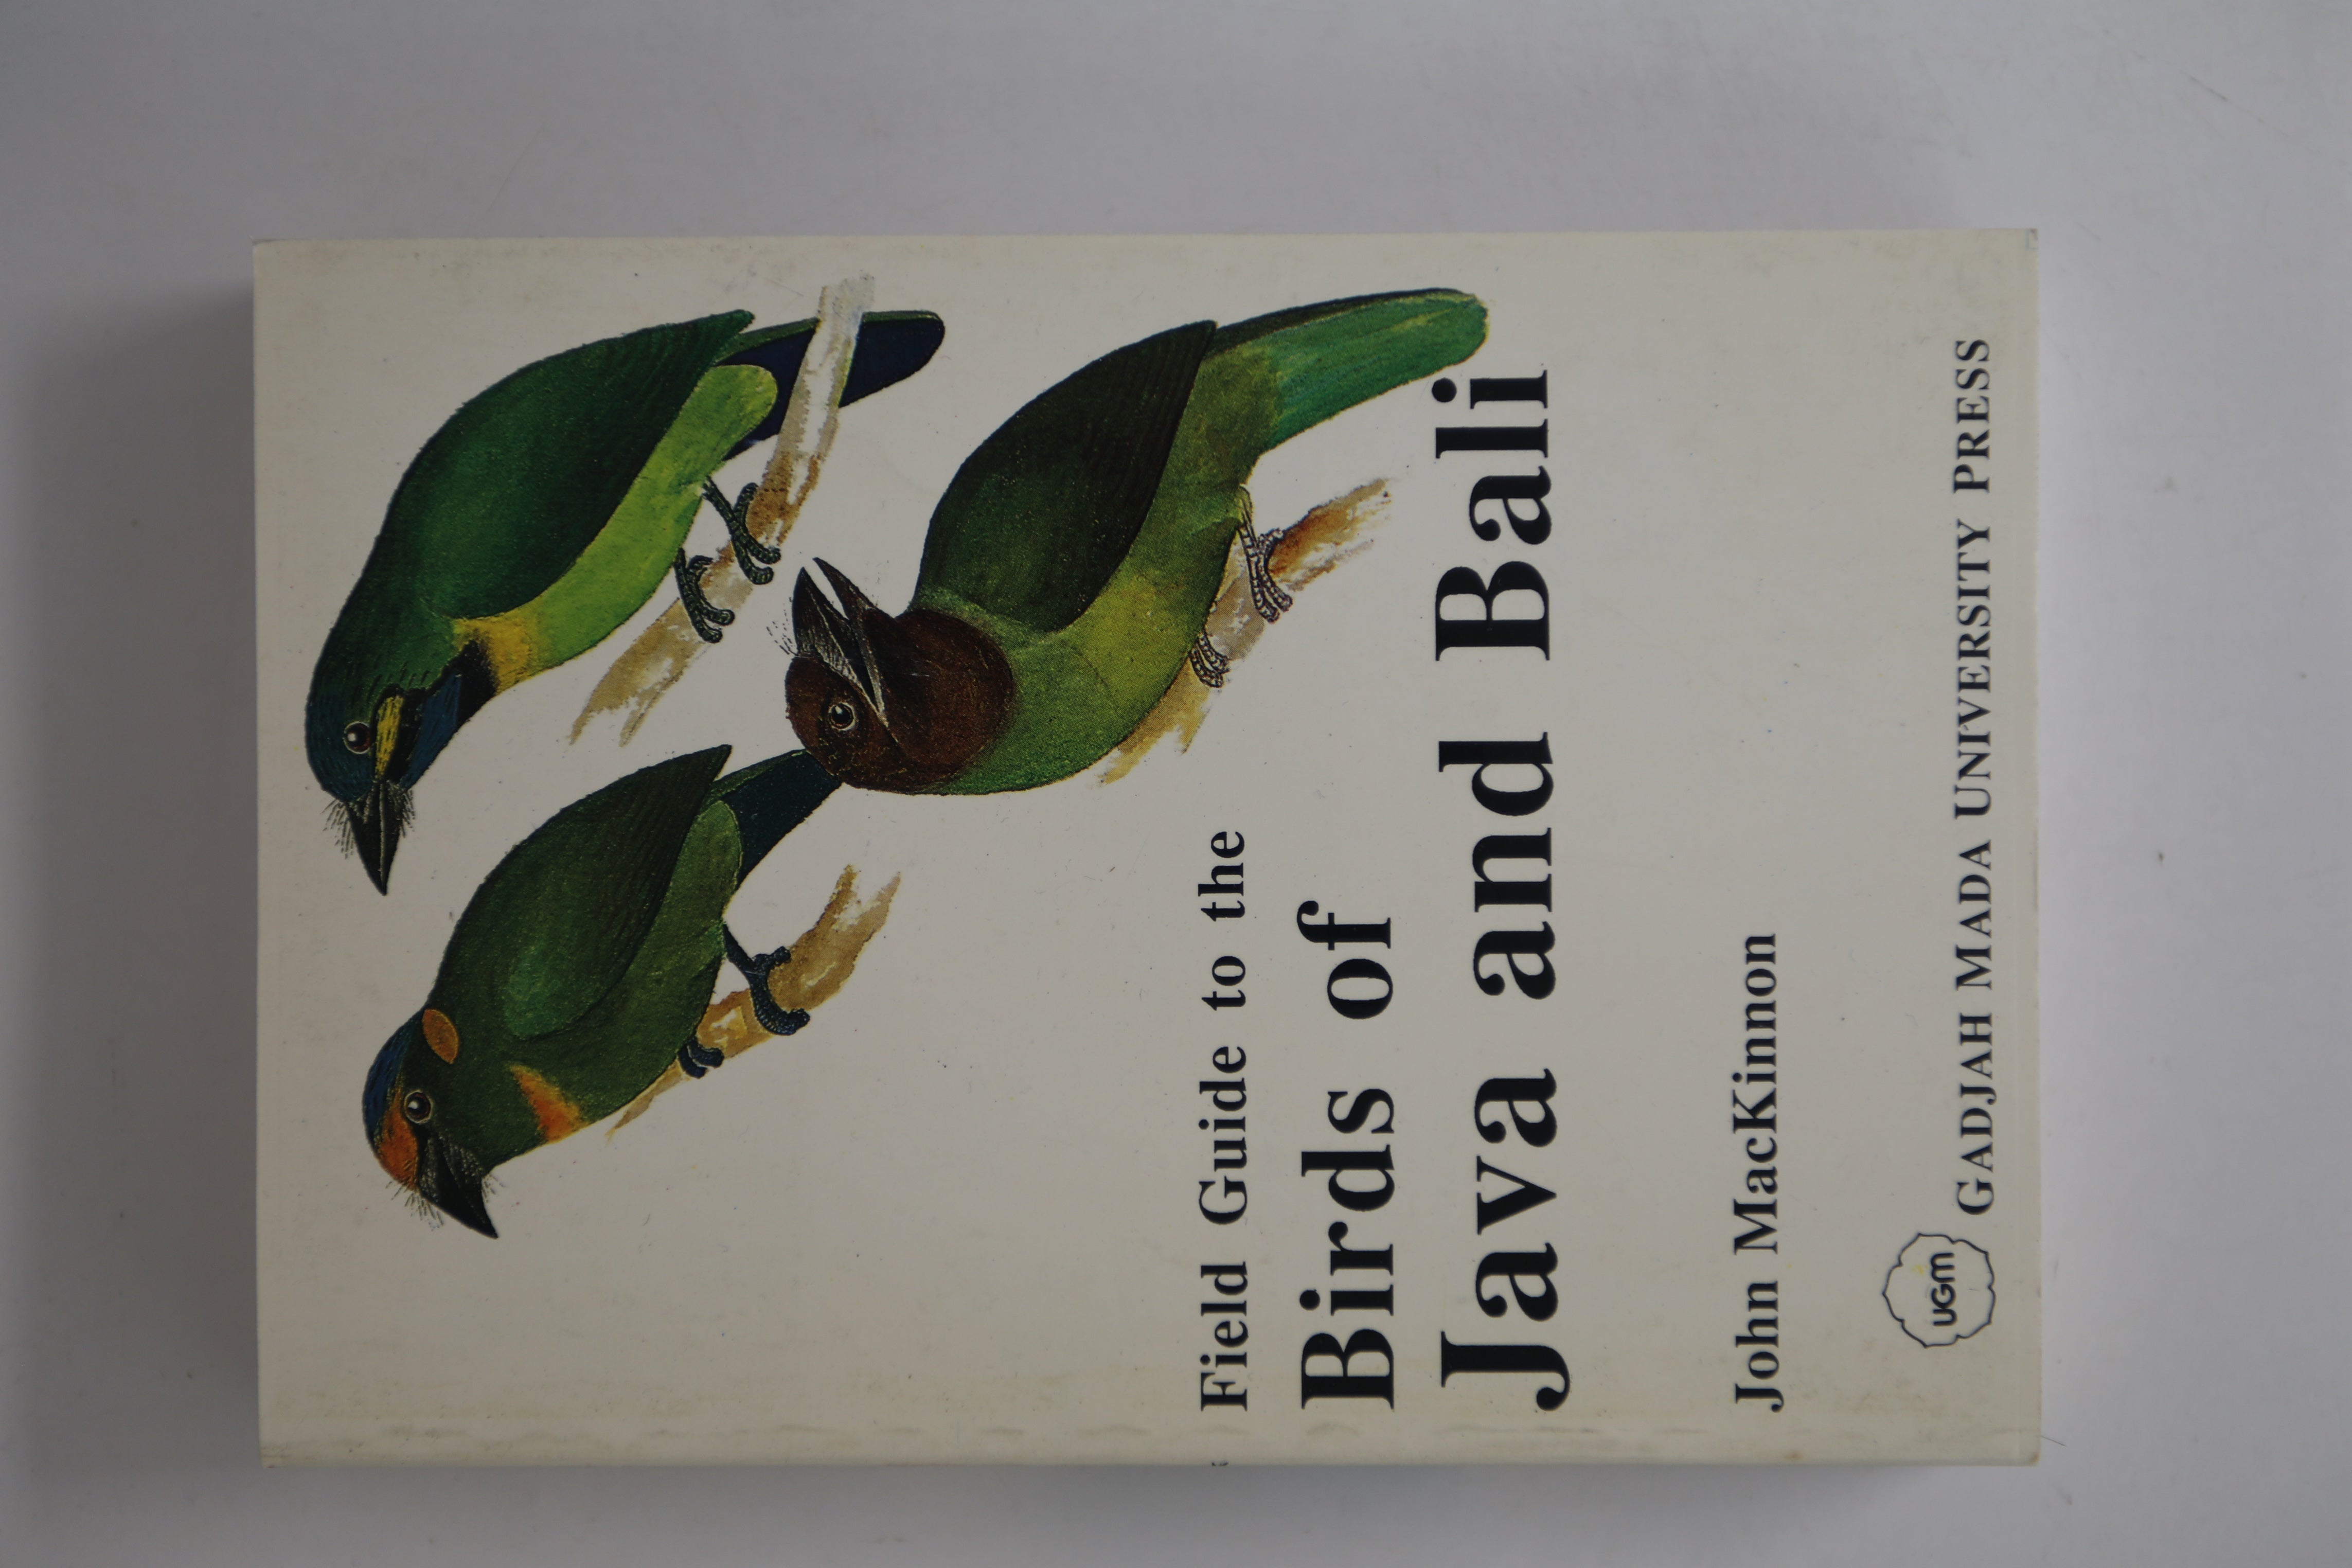 Field Guide to the
Birds of
Java and Bali
John MacKinnon
UGM
GADJAH MADA UNIVERSITY PRESS